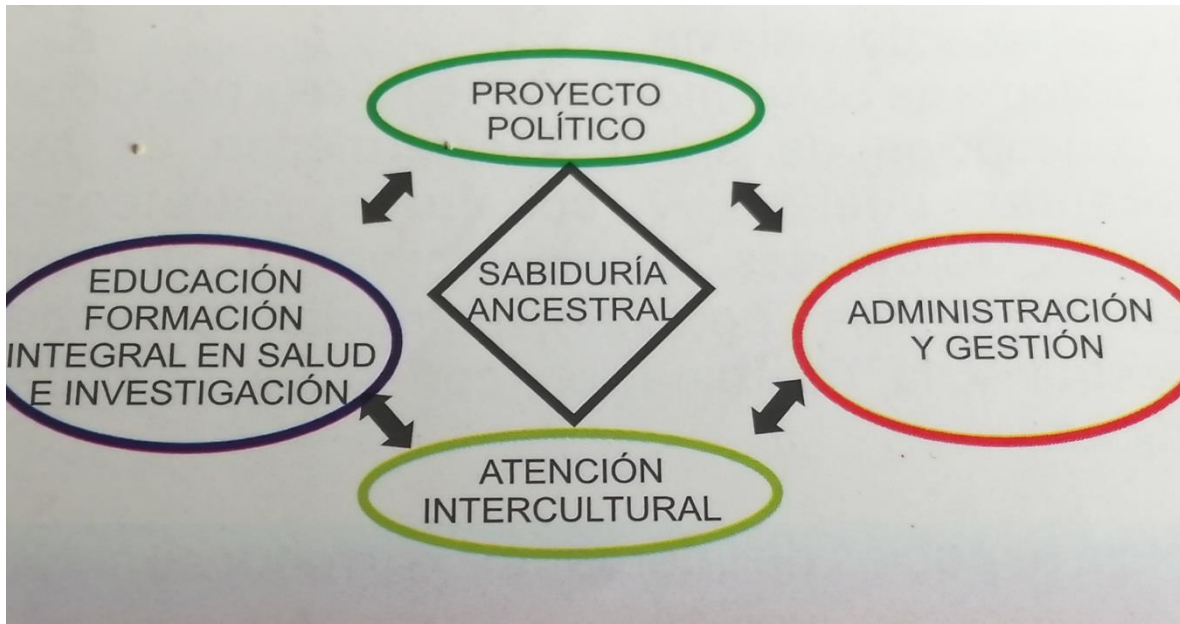 PROYECTO
POLÍTICO
SABIDURÍA
ANCESTRAL
EDUCACIÓN
FORMACIÓN
INTEGRAL EN SALUD
E INVESTIGACIÓN
ADMINISTRACIÓN
Y GESTIÓN
ATENCIÓN
INTERCULTURAL